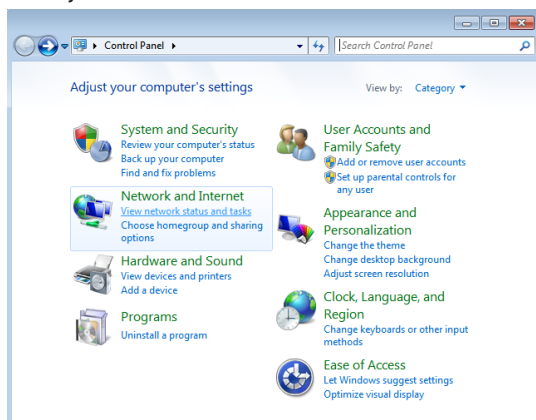 Control Panel
Search Control Panel
Adjust your computer's settings
View by: Category
System and Security
Review your computer's status
Back up your computer
Find and fix problems
Network and Internet
View network status and tasks
Choose homegroup and sharing
options
Hardware and Sound
View devices and printers
Add a device
Programs
Uninstall a program
User Accounts and
Family Safety
Add or remove user accounts
Set up parental controls for
any user
Appearance and
Personalization
Change the theme
Change desktop background
Adjust screen resolution
Clock, Language, and
Region
Change keyboards or other input
methods
Ease of Access
Let Windows suggest settings
Optimize visual display